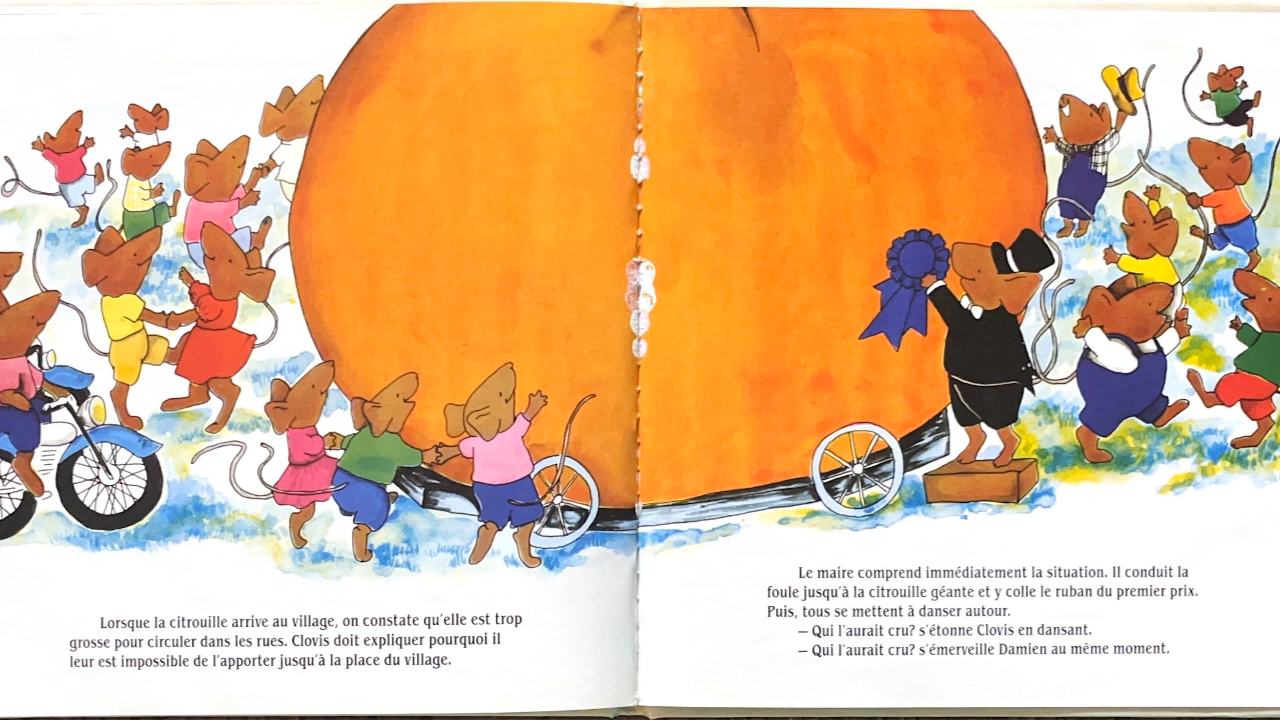 Lorsque la citrouille arrive au village, on constate qu'elle est trop
grosse pour circuler dans les rues. Clovis doit expliquer pourquoi il
leur est impossible de l'apporter jusqu'à la place du village.
Le maire comprend immédiatement la situation. Il conduit la
foule jusqu'à la citrouille géante et y colle le ruban du premier prix.
Puis, tous se mettent à danser autour.
– Qui l'aurait cru? s'étonne Clovis en dansant.
– Qui l'aurait cru? s'émerveille Damien au même moment.